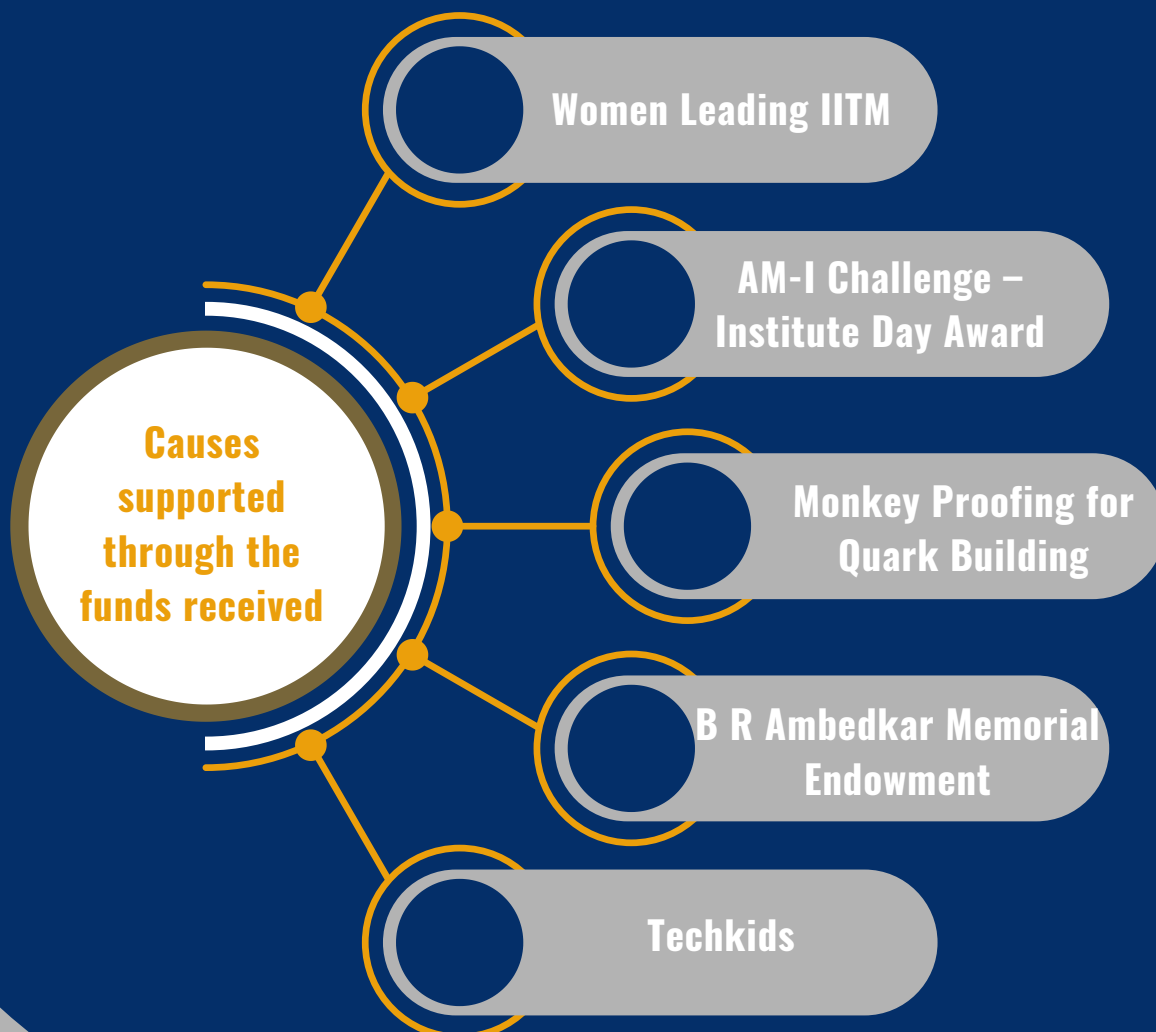 Women Leading IITM
AM-I Challenge –
Institute Day Award
Causes
supported
through the
funds received
Monkey Proofing for
Quark Building
B R Ambedkar Memorial
Endowment
Techkids